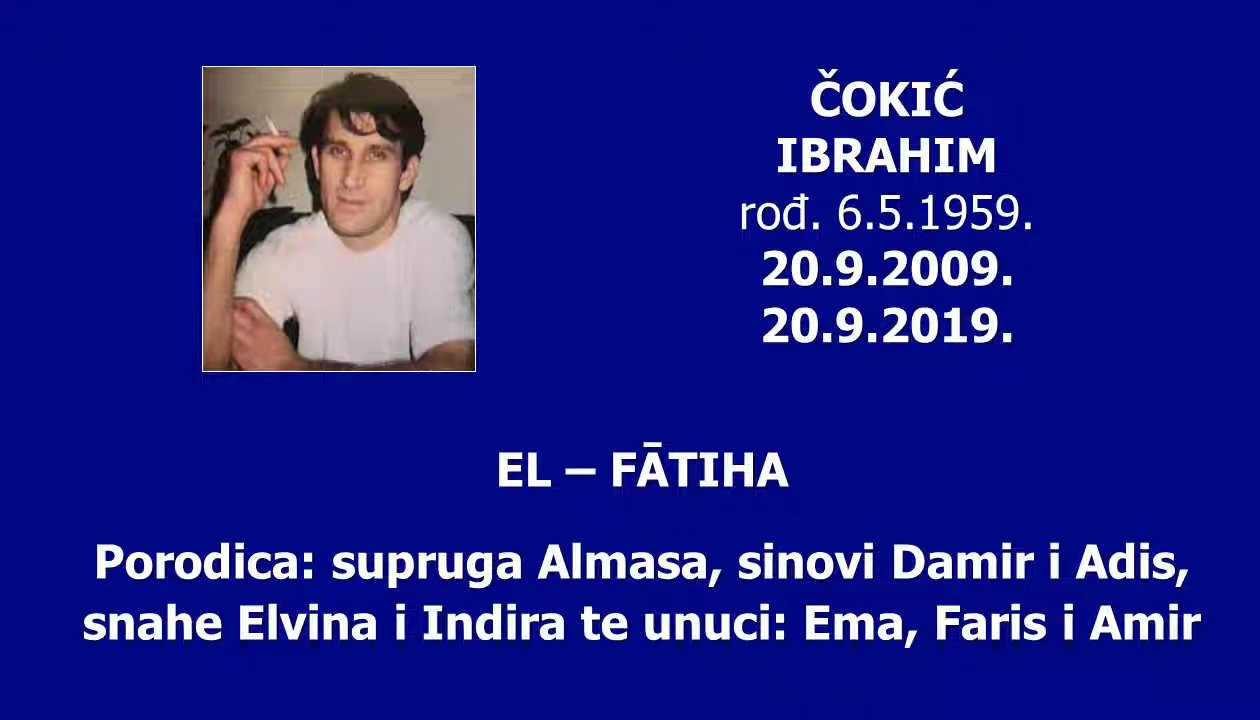 ČOKIĆ
IBRAHIM
rođ. 6.5.1959.
20.9.2009.
20.9.2019.
EL – FĀTIHA
Porodica: supruga Almasa, sinovi Damir i Adis,
snahe Elvina i Indira te unuci: Ema, Faris i Amir